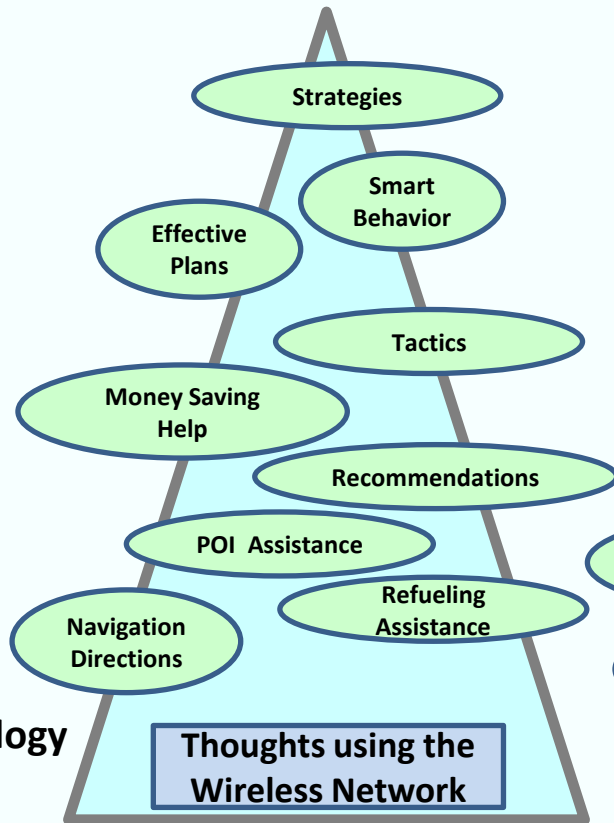 Strategies
Smart
Behavior
Effective
Plans
Tactics
Money Saving
Help
Recommendations
POI Assistance
Refueling
Assistance
Navigation
Directions
Thoughts using the
Wireless Network